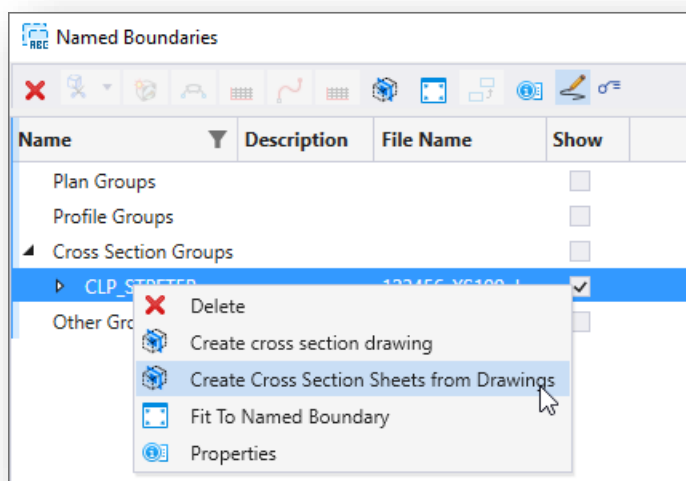 ABC
Named Boundaries
Name Description File Name Show
Plan Groups
Profile Groups
Cross Section Groups
Delete
Create cross section drawing
Create Cross Section Sheets from Drawings
Fit To Named Boundary
Properties